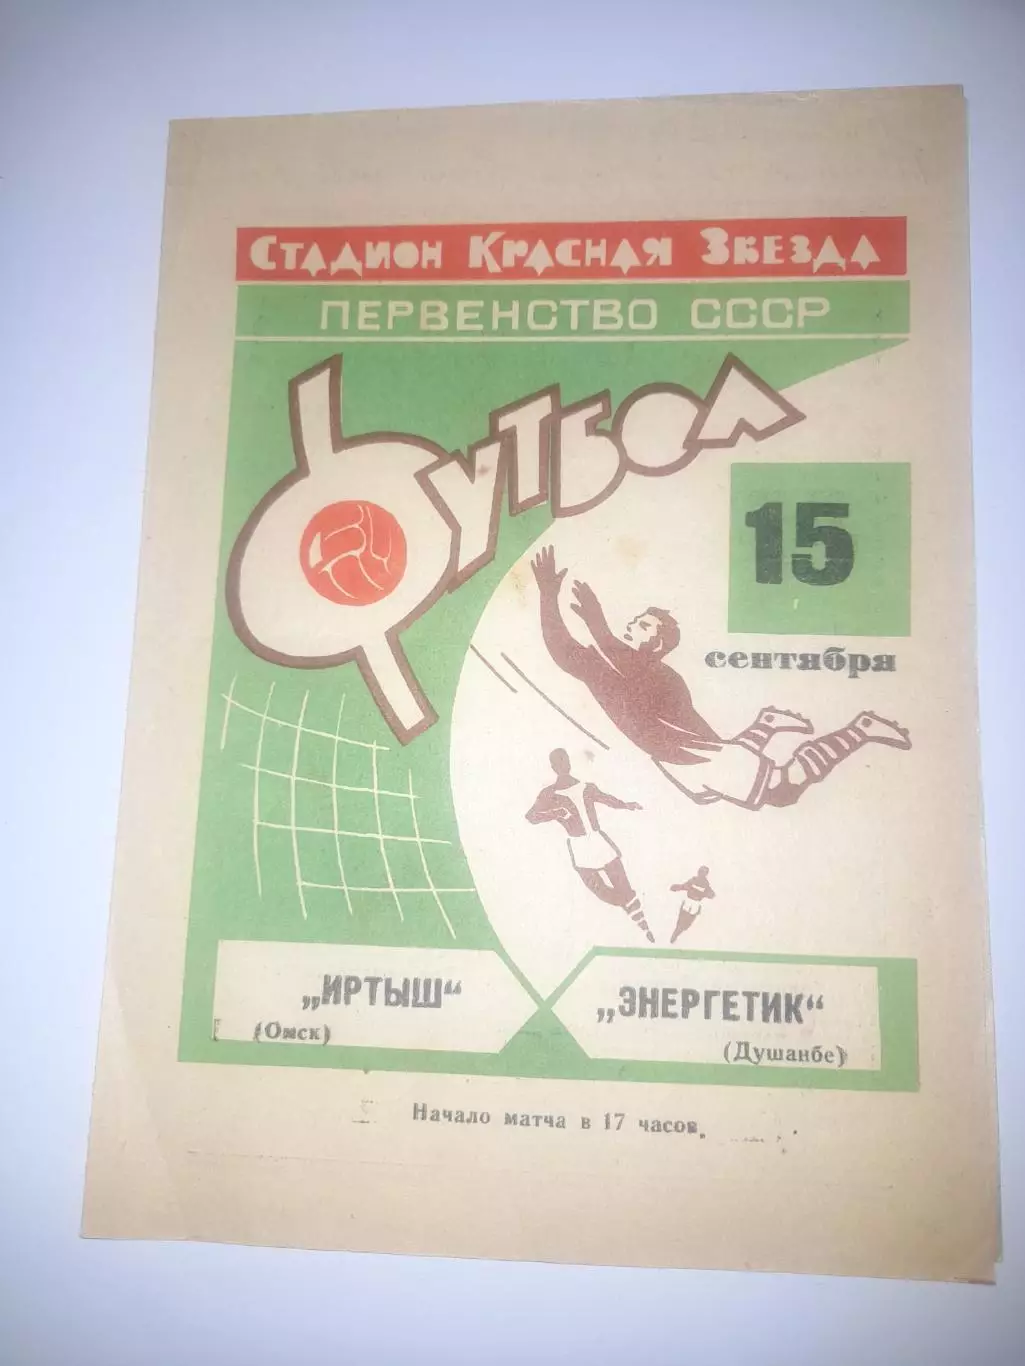 Стадион Красная Звезда
ПЕРВЕНСТВО СССР
Футбол
15
сентября
„ИРТЫШ“
(Омск)
„ЭНЕРГЕТИК“
(Душанбе)
Начало матча в 17 часов.